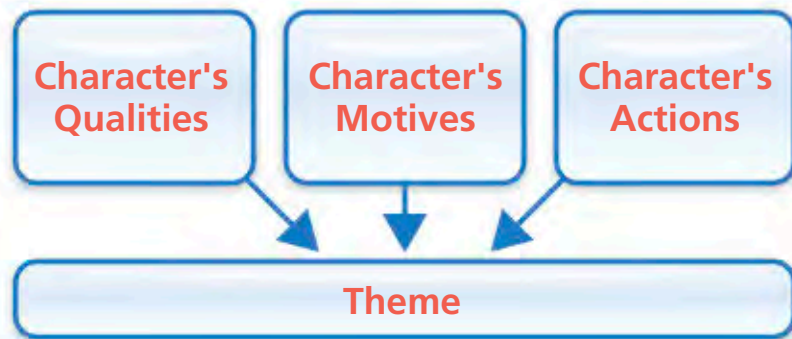 Character's
Qualities
Character's
Motives
Character's
Actions
Theme